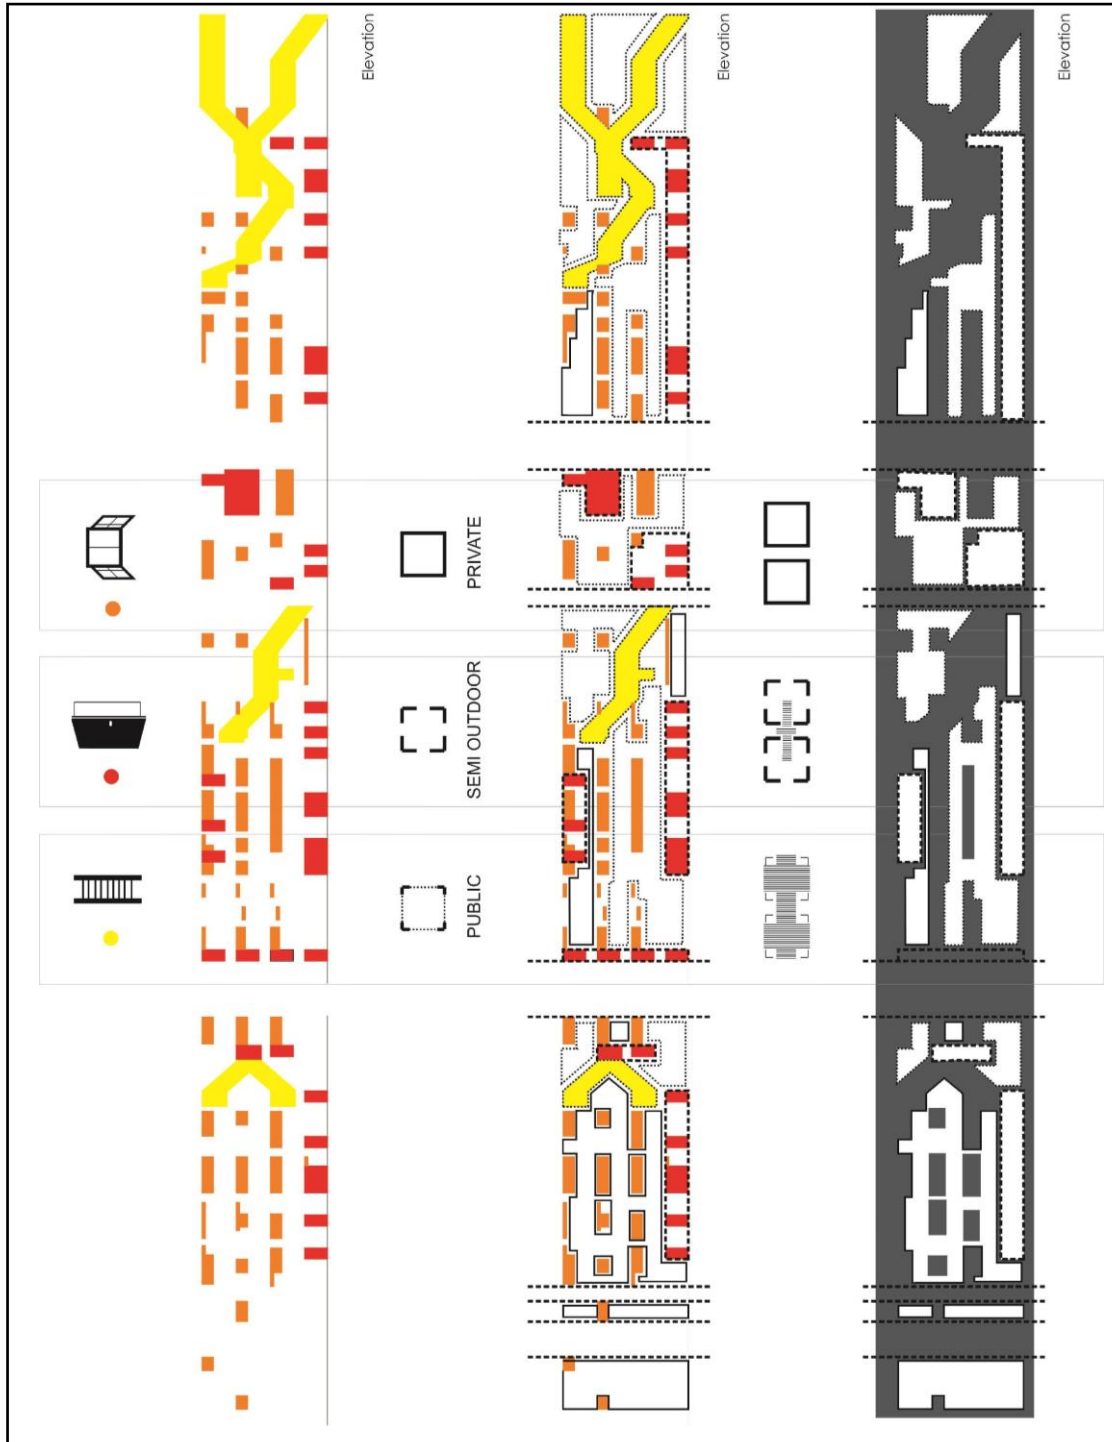 Elevation
Elevation
Elevation
PRIVATE
SEMI OUTDOOR
PUBLIC